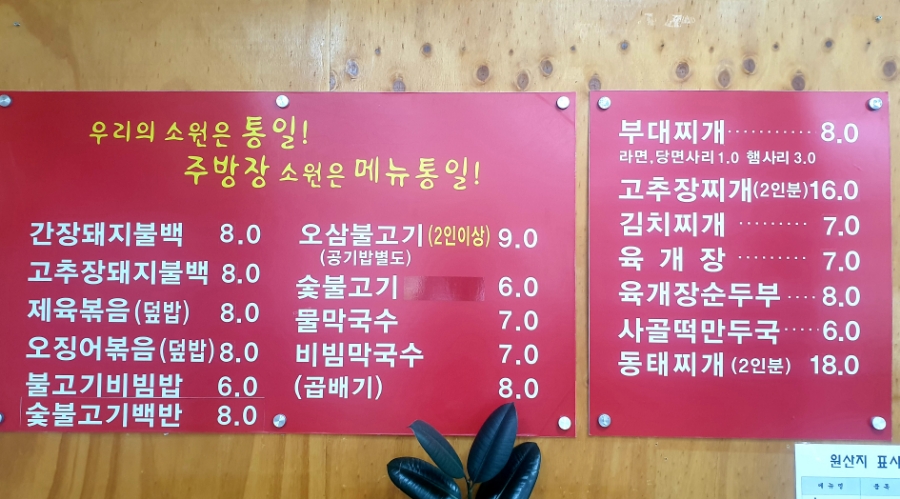 우리의 소원은 통일!
주방장 소원은 메뉴통일!
간장돼지불백 8.0
고추장돼지불백 8.0
제육볶음(덮밥) 8.0
오징어볶음(덮밥) 8.0
불고기비빔밥 6.0
숯불고기백반 8.0
오삼불고기(2인이상) 9.0
(공기밥별도)
숯불고기 6.0
물막국수 7.0
비빔막국수 7.0
(곱배기) 8.0
부대찌개 ··········· 8.0
라면,당면사리 1.0 햄사리 3.0
고추장찌개(2인분) 16.0
김치찌개 ········· 7.0
육 개 장 ········· 7.0
육개장순두부 ···· 8.0
사골떡만두국 ····· 6.0
동태찌개 (2인분) 18.0
원산지 표시
메뉴명 품목